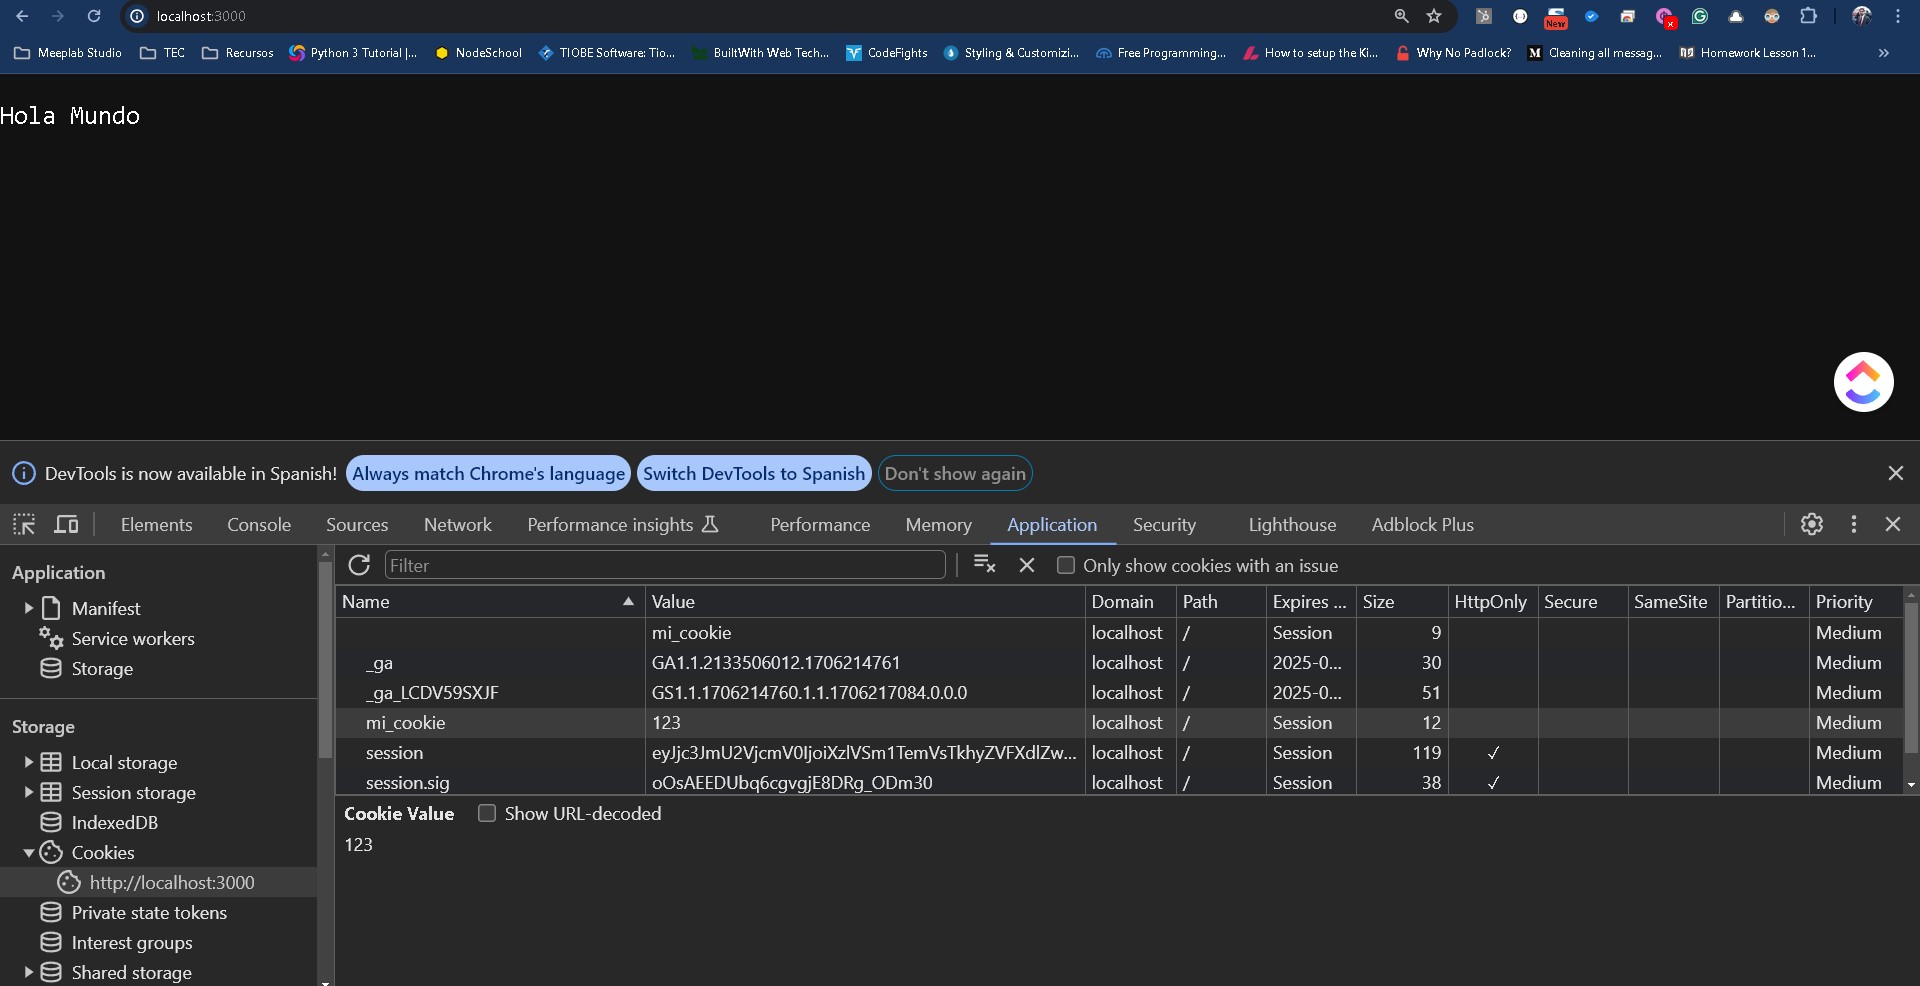 localhost:3000
New
Meeplab Studio TEC Recursos Python 3 Tutorial |... NodeSchool TIOBE Software: Tio... BuiltWith Web Tech... CodeFights Styling & Customizi... Free Programming... How to setup the Ki... Why No Padlock? Cleaning all messag... Homework Lesson 1...
Hola Mundo
DevTools is now available in Spanish! Always match Chrome's language Switch DevTools to Spanish Don't show again
Elements Console Sources Network Performance insights Performance Memory Application Security Lighthouse Adblock Plus
Application
Manifest
Service workers
Storage
Storage
Local storage
Session storage
IndexedDB
Cookies
http://localhost:3000
Private state tokens
Interest groups
Shared storage
Filter Only show cookies with an issue
Name Value Domain Path Expires ... Size HttpOnly Secure SameSite Partitio... Priority
mi_cookie localhost / Session 9 Medium
_ga GA1.1.2133506012.1706214761 localhost / 2025-0... 30 Medium
_ga_LCDV59SXJF GS1.1.1706214760.1.1.1706217084.0.0.0 localhost / 2025-0... 51 Medium
mi_cookie 123 localhost / Session 12 Medium
session eyJjc3JmU2VjcmV0IjoiXzlVSm1TemVsTkhyZVFXdlZw... localhost / Session 119 ✓ Medium
session.sig oOsAEEDUbq6cgvgjE8DRg_ODm30 localhost / Session 38 ✓ Medium
Cookie Value Show URL-decoded
123